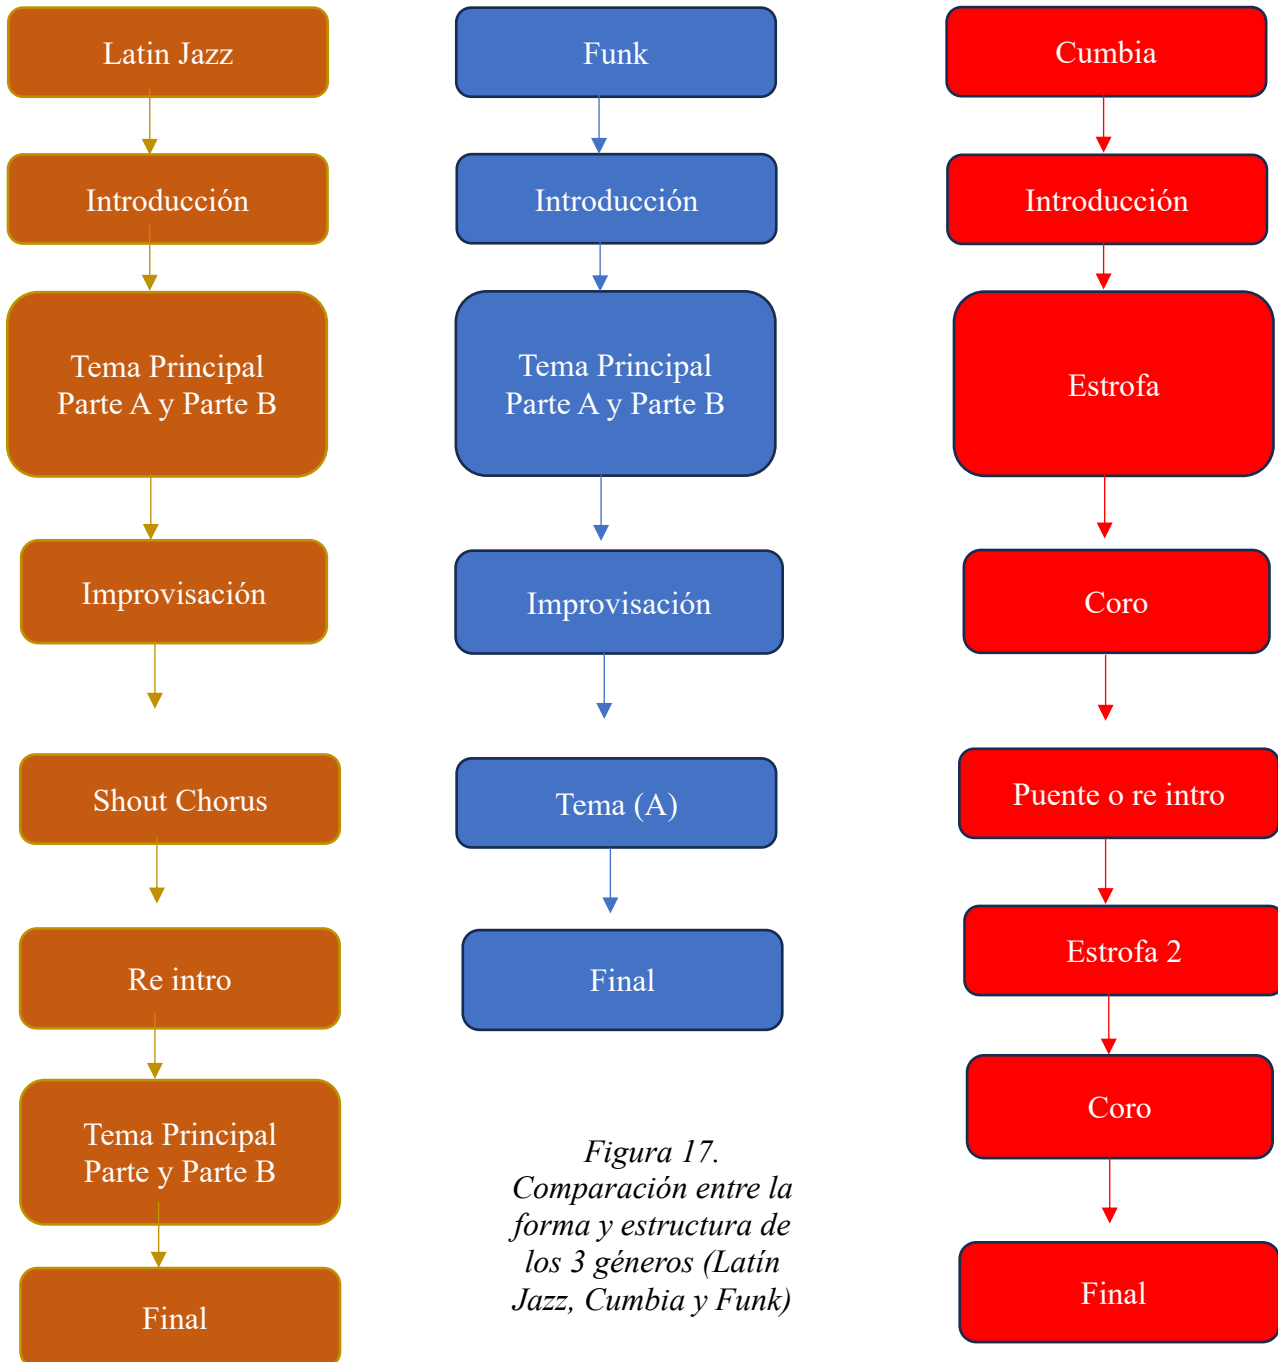 Latin Jazz
Introducción
Tema Principal
Parte A y Parte B
Improvisación
Shout Chorus
Re intro
Tema Principal
Parte y Parte B
Final
Funk
Introducción
Tema Principal
Parte A y Parte B
Improvisación
Tema (A)
Final
Cumbia
Introducción
Estrofa
Coro
Puente o re intro
Estrofa 2
Coro
Final
Figura 17.
Comparación entre la
forma y estructura de
los 3 géneros (Latín
Jazz, Cumbia y Funk)